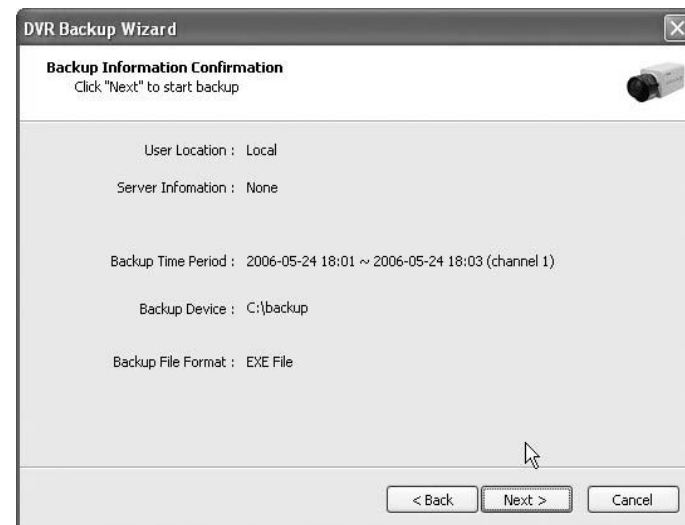 DVR Backup Wizard
Backup Information Confirmation
Click "Next" to start backup
User Location : Local
Server Infomation : None
Backup Time Period : 2006-05-24 18:01 ~ 2006-05-24 18:03 (channel 1)
Backup Device : C:\backup
Backup File Format : EXE File
< Back Next > Cancel